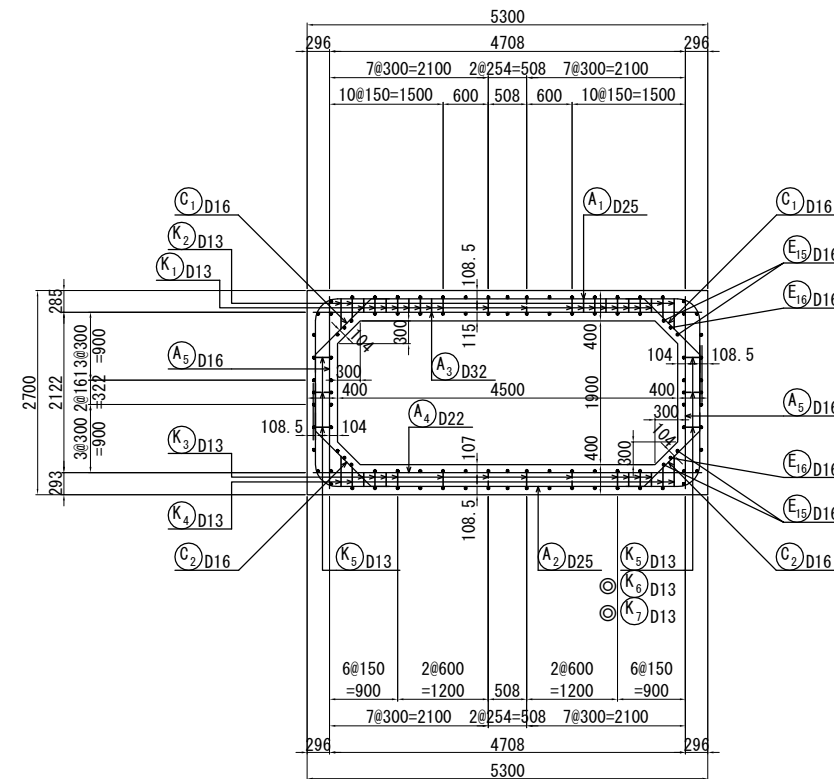 5300
296 4708 296
7@300=2100 2@254=508 7@300=2100
10@150=1500 600 508 600 10@150=1500
C1 D16
A1 D25
C1 D16
K2 D13
E15 D16
K1 D13
E16 D16
108.5
285
300
115
400
104
104
108.5
A5 D16
A3 D32
300
400 4500 400
1900
2700
2122
3@300
=900
2@161
=322
3@300
=900
A4 D22
300
A5 D16
108.5
104
104
K3 D13
107
400
300
E16 D16
293
K4 D13
108.5
E15 D16
C2 D16
K5 D13
A2 D25
K5 D13
C2 D16
K6 D13
K7 D13
6@150
=900
2@600
=1200
508
2@600
=1200
6@150
=900
7@300=2100 2@254=508 7@300=2100
296 4708 296
5300